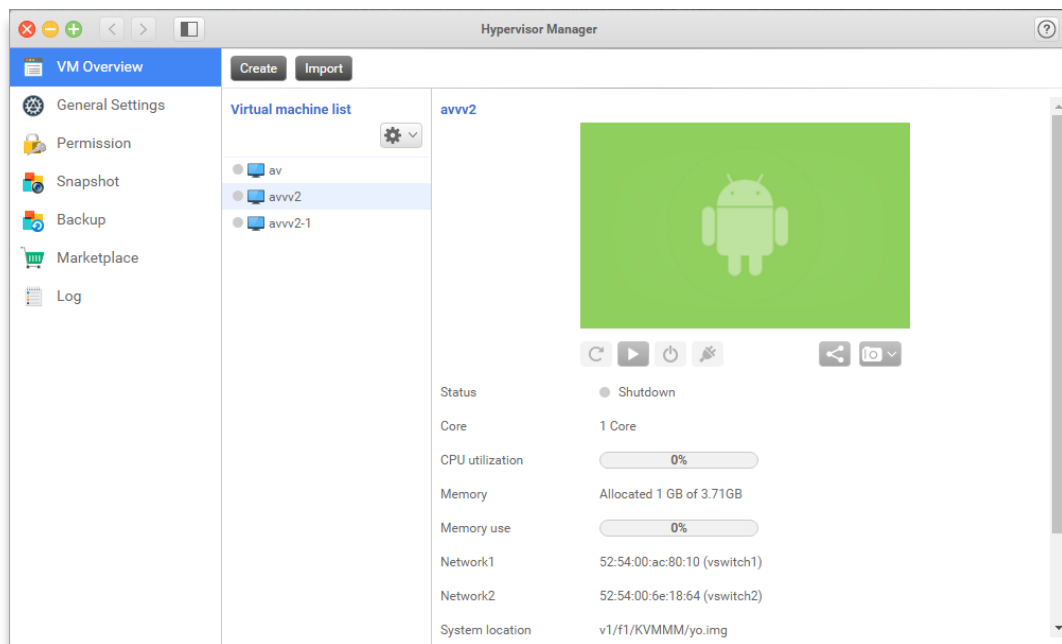 Hypervisor Manager
?
VM Overview
General Settings
Permission
Snapshot
Backup
Marketplace
Log
Create Import
Virtual machine list
av
avvv2
avvv2-1
avvv2
Status Shutdown
Core 1 Core
CPU utilization 0%
Memory Allocated 1 GB of 3.71GB
Memory use 0%
Network1 52:54:00:ac:80:10 (vswitch1)
Network2 52:54:00:6e:18:64 (vswitch2)
System location v1/f1/KVMMM/yo.img